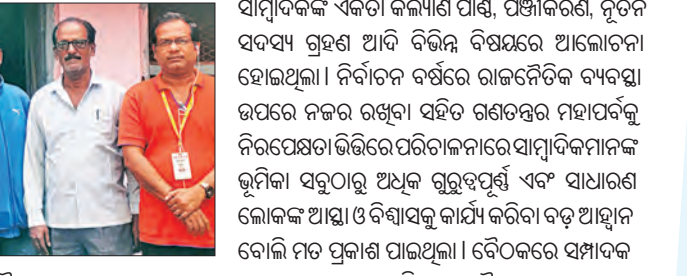 ସାମ୍ବାଦିକଙ୍କ ଏକତା କଲ୍ୟାଣ ପାଣ୍ଠି, ପଞ୍ଜୀକରଣ, ନୂତନ
ସଦସ୍ୟ ଗ୍ରହଣ ଆଦି ବିଭିନ୍ନ ବିଷୟରେ ଆଲୋଚନା
ହୋଇଥିଲା। ନିର୍ବାଚନ ବର୍ଷରେ ରାଜନୈତିକ ବ୍ୟବସ୍ଥା
ଉପରେ ନଜର ରଖିବା ସହିତ ଗଣତନ୍ତ୍ରର ମହାପର୍ବକୁ
ନିରପେକ୍ଷତା ଭିତ୍ତିରେ ପରିଚାଳନାରେ ସାମ୍ବାଦିକମାନଙ୍କ
ଭୂମିକା ସବୁଠାରୁ ଅଧିକ ଗୁରୁତ୍ୱପୂର୍ଣ୍ଣ ଏବଂ ସାଧାରଣ
ଲୋକଙ୍କ ଆସ୍ଥା ଓ ବିଶ୍ୱାସକୁ କାର୍ଯ୍ୟ କରିବା ବଡ଼ ଆହ୍ୱାନ
ବୋଲି ମତ ପ୍ରକାଶ ପାଇଥିଲା। ବୈଠକରେ ସମ୍ପାଦକ